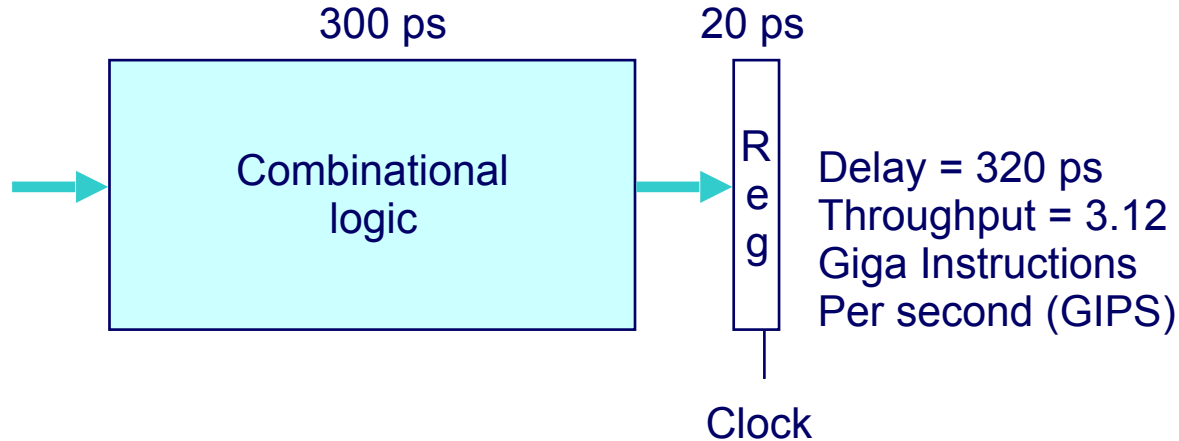 300 ps
20 ps
Combinational
logic
R
e
g
Delay = 320 ps
Throughput = 3.12
Giga Instructions
Per second (GIPS)
Clock